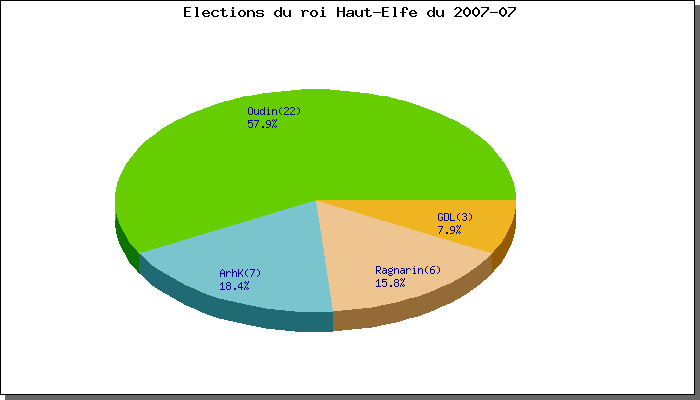 Elections du roi Haut-Elfe du 2007-07
Oudin(22)
57.9%
GDL(3)
7.9%
ArhK(7)
18.4%
Ragnarin(6)
15.8%